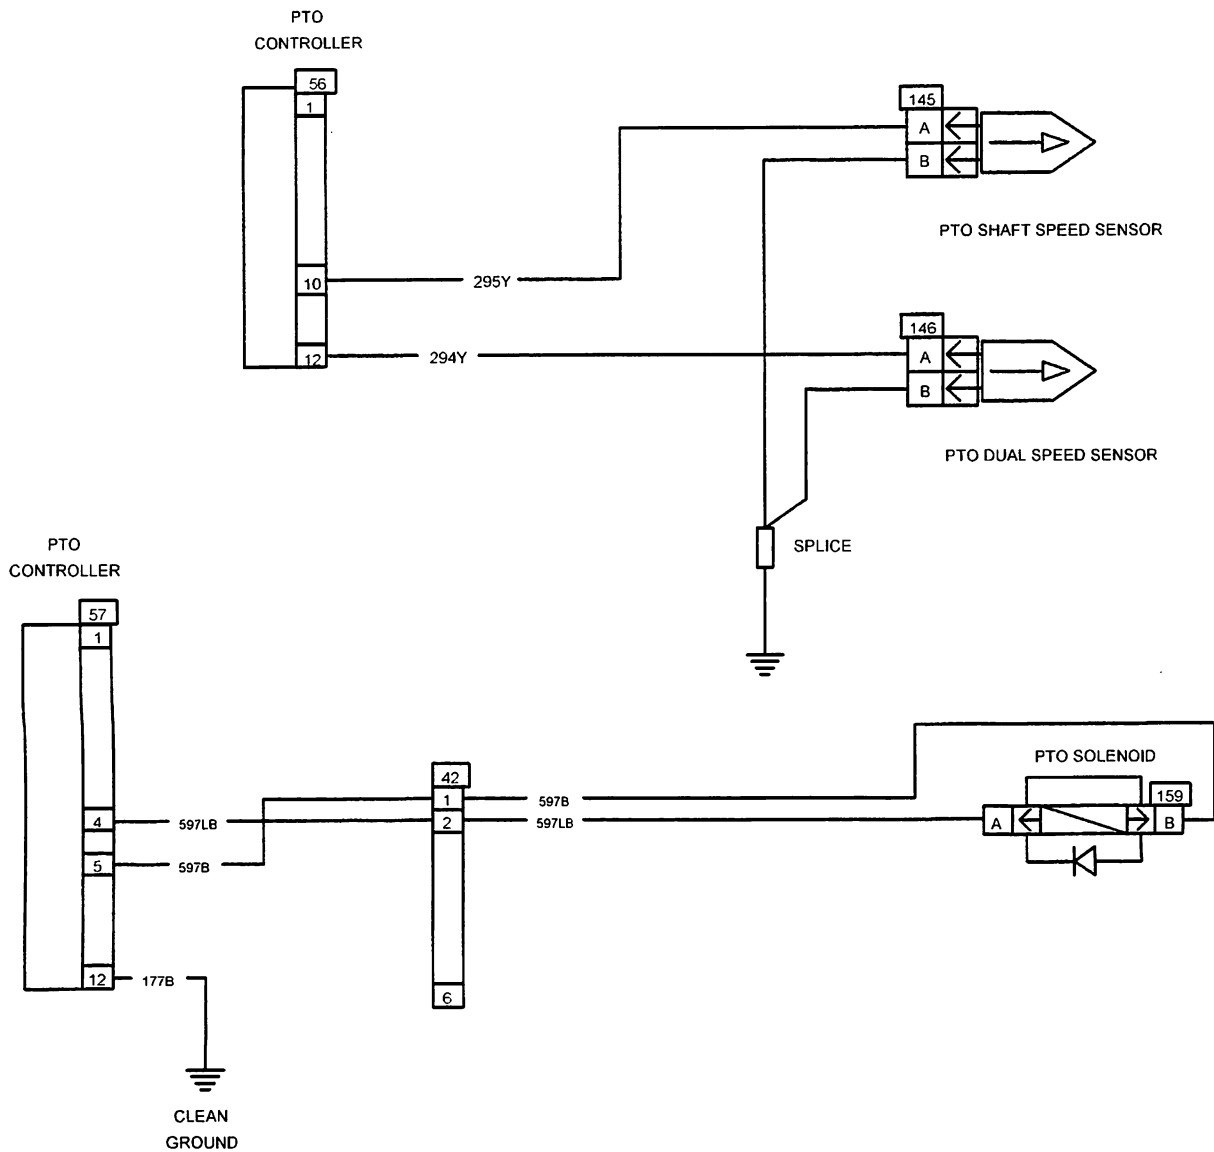 PTO
CONTROLLER
56
1
10
12
295Y
294Y
145
A
B
PTO SHAFT SPEED SENSOR
146
A
B
PTO DUAL SPEED SENSOR
SPLICE
PTO
CONTROLLER
57
1
4
5
12
597LB
597B
177B
CLEAN
GROUND
42
1
2
6
597B
597LB
PTO SOLENOID
159
A
B